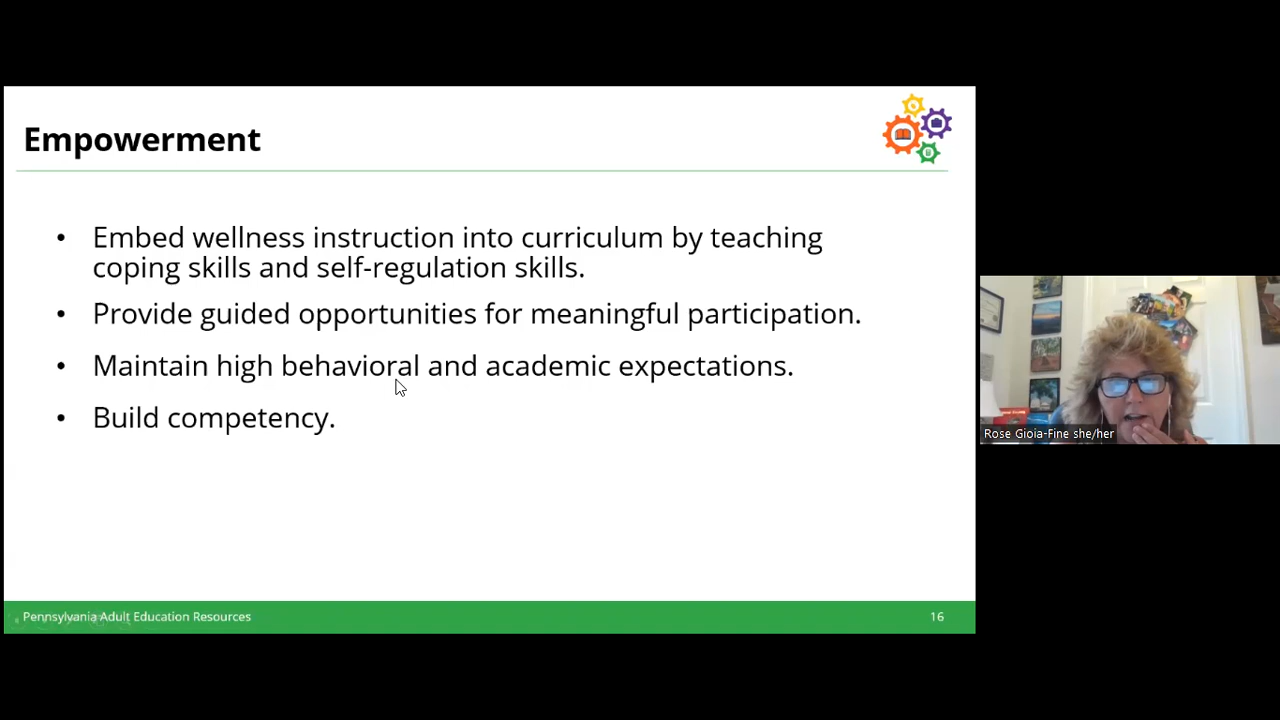 Empowerment
• Embed wellness instruction into curriculum by teaching
coping skills and self-regulation skills.
• Provide guided opportunities for meaningful participation.
• Maintain high behavioral and academic expectations.
• Build competency.
Pennsylvania Adult Education Resources
16
Rose Gioia-Fine she/her